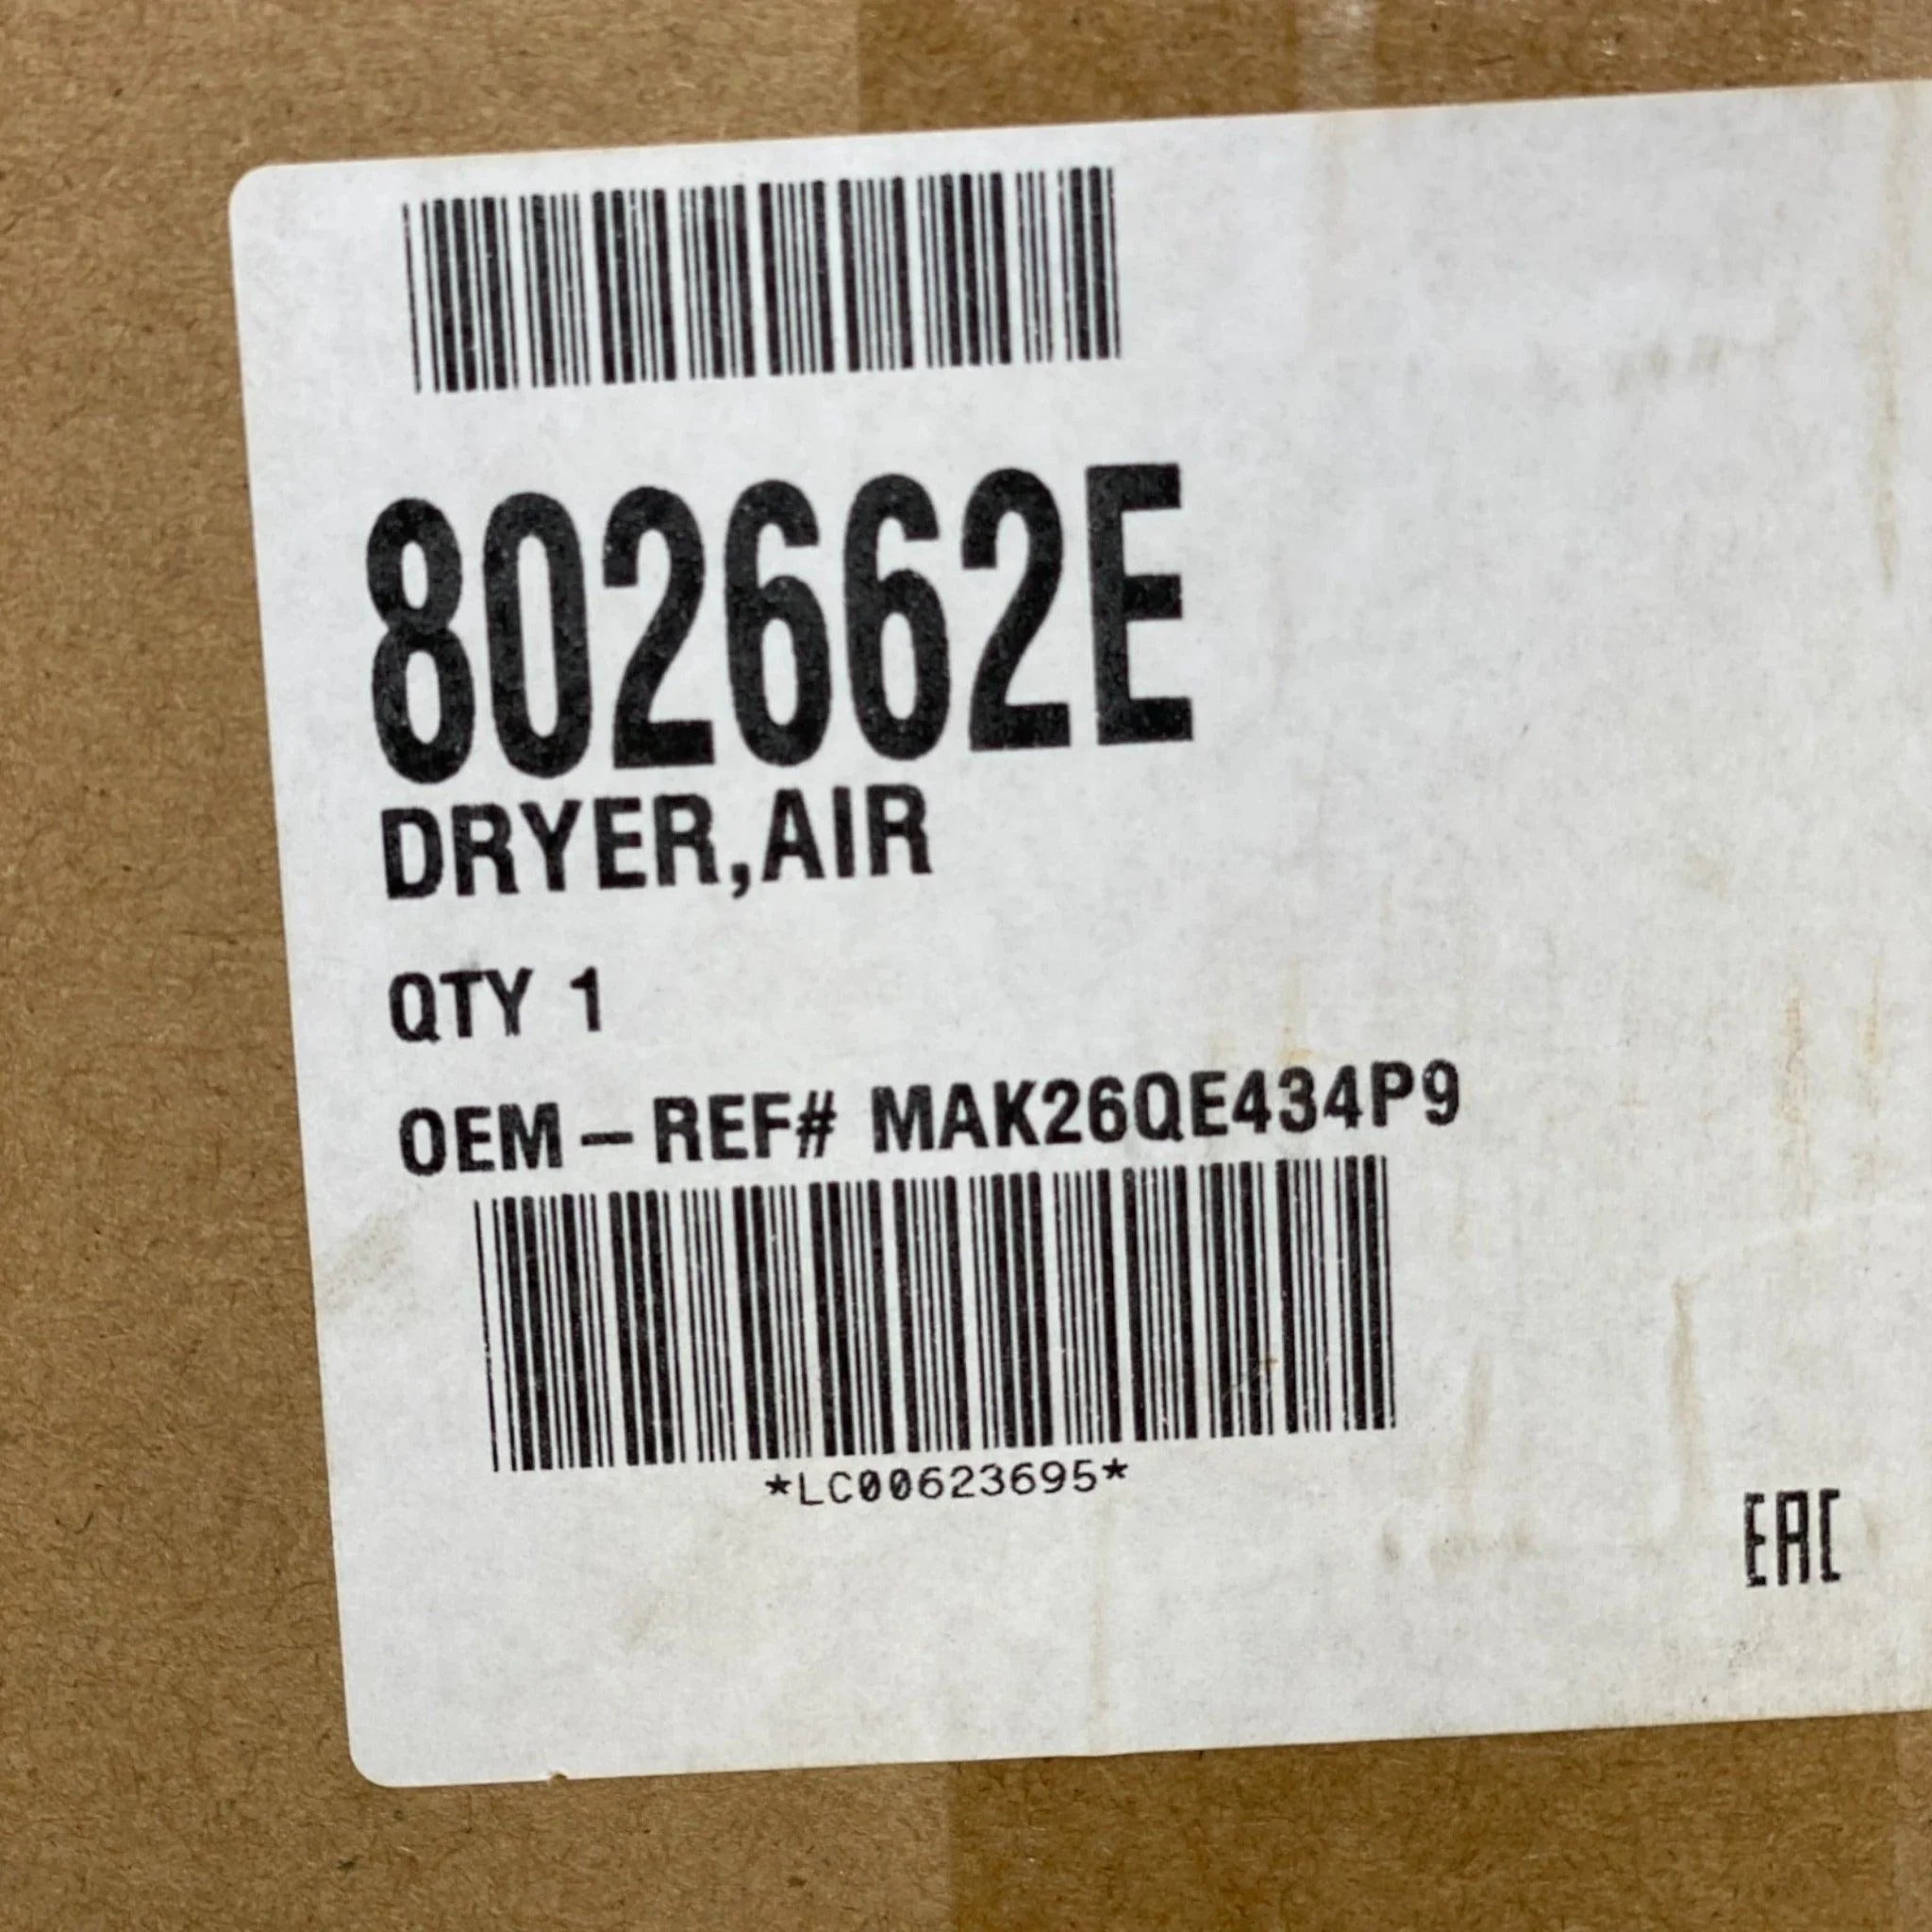 802662E
DRYER,AIR
QTY 1
OEM-REF# MAK26QE434P9
*LC00623695*
EAC